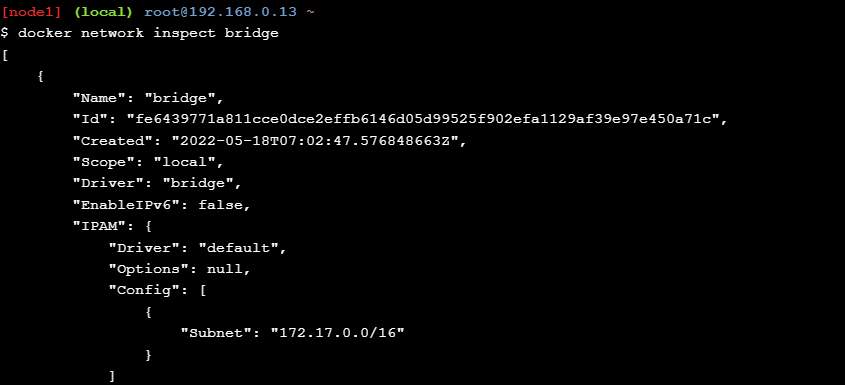 [node1] (local) root@192.168.0.13 ~
$ docker network inspect bridge
[
    {
        "Name": "bridge",
        "Id": "fe6439771a811cce0dce2effb6146d05d99525f902efa1129af39e97e450a71c",
        "Created": "2022-05-18T07:02:47.576848663Z",
        "Scope": "local",
        "Driver": "bridge",
        "EnableIPv6": false,
        "IPAM": {
            "Driver": "default",
            "Options": null,
            "Config": [
                {
                    "Subnet": "172.17.0.0/16"
                }
            ]